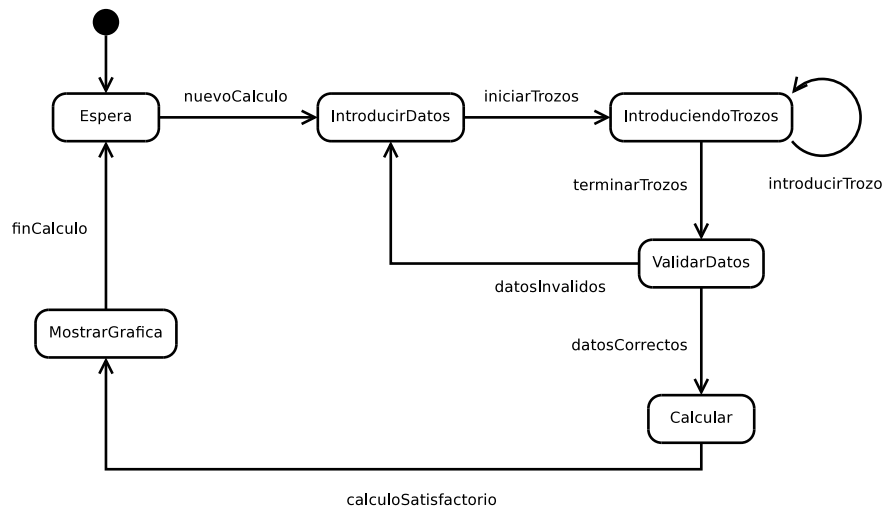 nuevoCalculo
iniciarTrozos
Espera
IntroducirDatos
IntroduciendoTrozos
terminarTrozos
introducirTrozo
finCalculo
ValidarDatos
datosInvalidos
MostrarGrafica
datosCorrectos
Calcular
calculoSatisfactorio